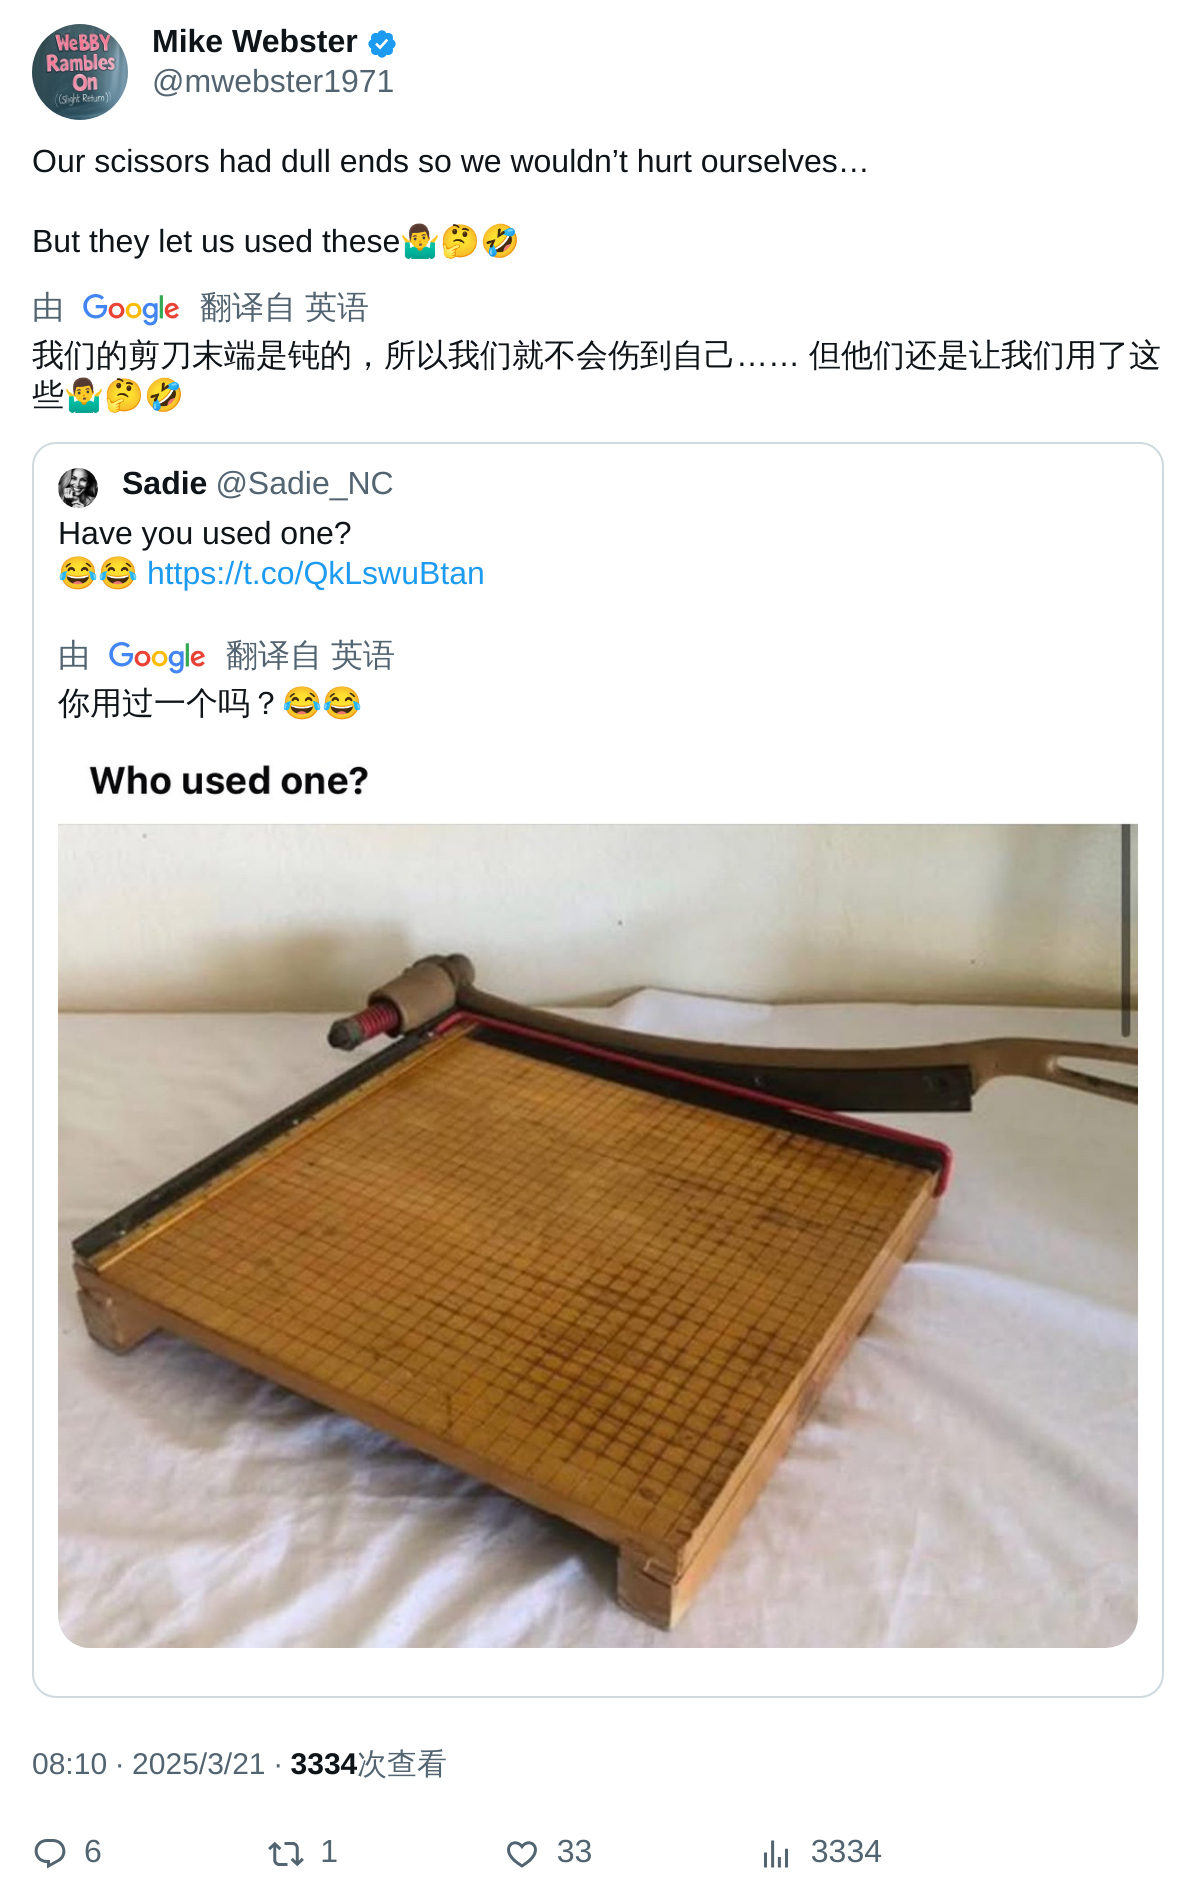 WeBBY
Rambles
On
((Slight Return))
Mike Webster
@mwebster1971
Our scissors had dull ends so we wouldn’t hurt ourselves…
But they let us used these🤷‍♂️🤔🤣
由 Google 翻译自 英语
我们的剪刀末端是钝的，所以我们就不会伤到自己…… 但他们还是让我们用了这
些🤷‍♂️🤔🤣
Sadie @Sadie_NC
Have you used one?
😂😂 https://t.co/QkLswuBtan
由 Google 翻译自 英语
你用过一个吗？😂😂
Who used one?
08:10 · 2025/3/21 · 3334次查看
6 1 33 3334